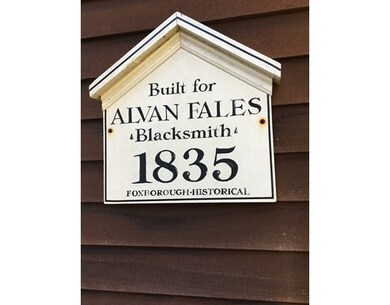 Built for
ALVAN FALES
Blacksmith
1835
FOXBOROUGH-HISTORICAL